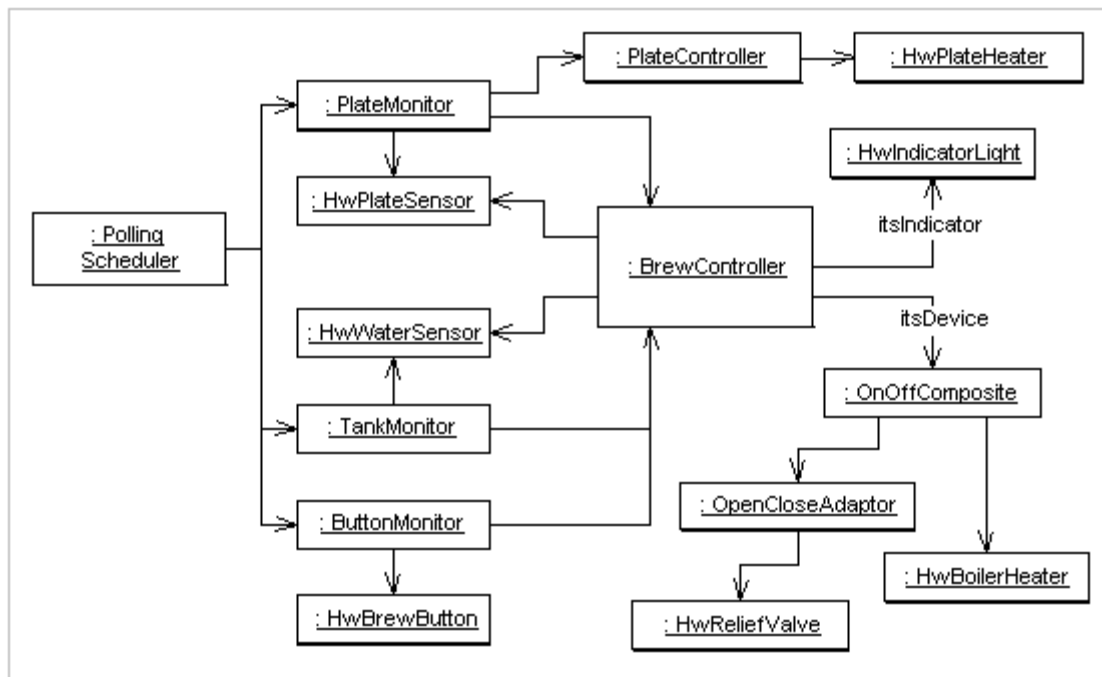 : PlateController
: HwPlateHeater
: PlateMonitor
: HwIndicatorLight
: HwPlateSensor
itsIndicator
: Polling
Scheduler
: BrewController
: HwWaterSensor
itsDevice
: OnOffComposite
: TankMonitor
: OpenCloseAdaptor
: ButtonMonitor
: HwBoilerHeater
: HwBrewButton
: HwReliefValve